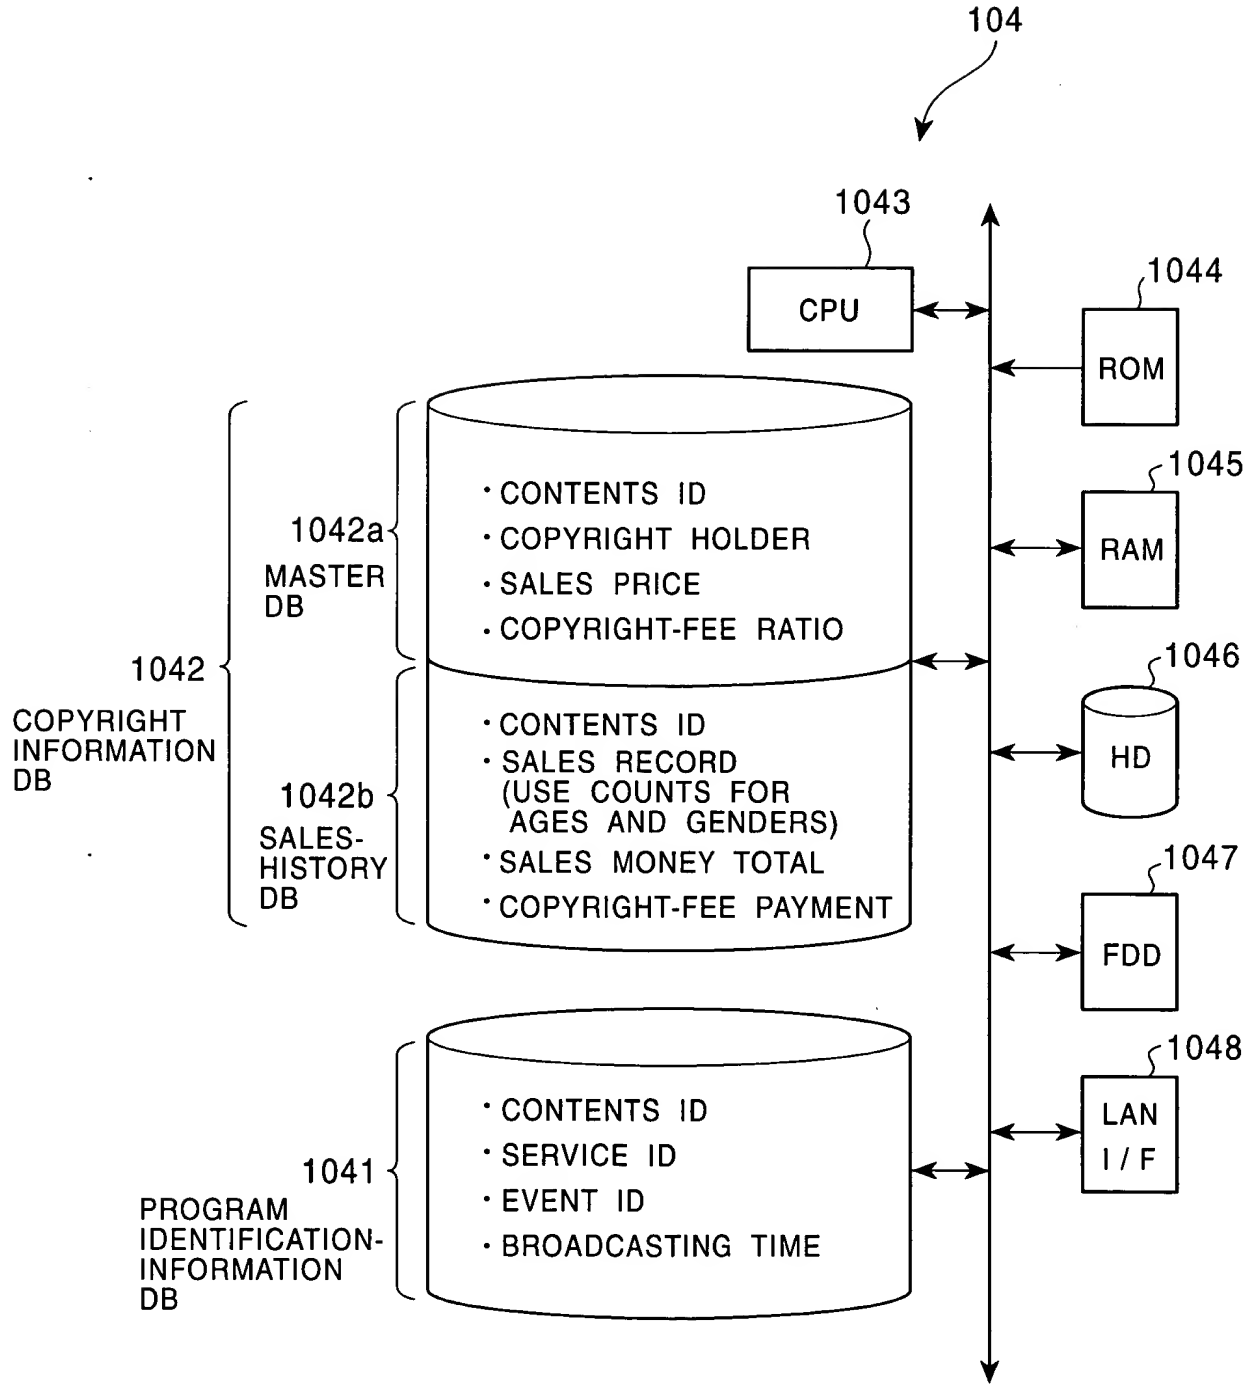 104
1043
CPU
1044
ROM
1045
RAM
1046
HD
1047
FDD
1048
LAN
I / F
1042
COPYRIGHT
INFORMATION
DB
1042a
MASTER
DB
· CONTENTS ID
· COPYRIGHT HOLDER
· SALES PRICE
· COPYRIGHT-FEE RATIO
1042b
SALES-
HISTORY
DB
· CONTENTS ID
· SALES RECORD
(USE COUNTS FOR
AGES AND GENDERS)
· SALES MONEY TOTAL
· COPYRIGHT-FEE PAYMENT
1041
PROGRAM
IDENTIFICATION-
INFORMATION
DB
· CONTENTS ID
· SERVICE ID
· EVENT ID
· BROADCASTING TIME